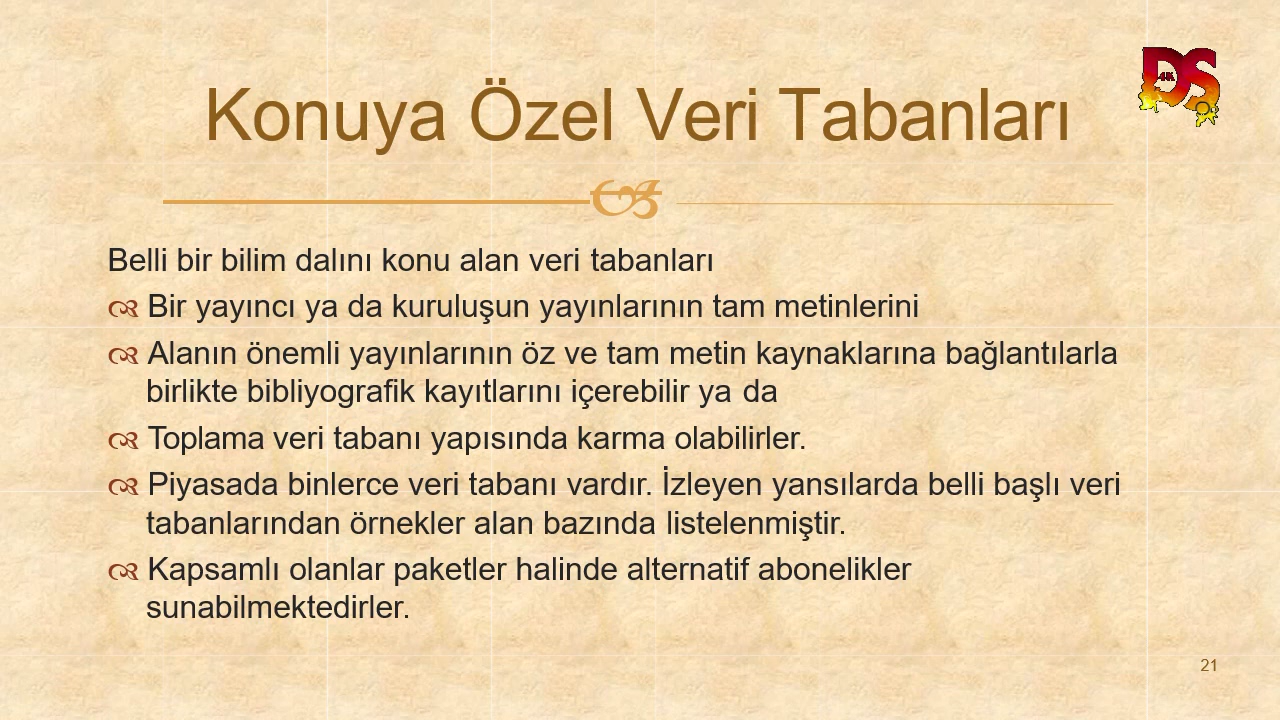 Konuya Özel Veri Tabanları
DS
4K
Belli bir bilim dalını konu alan veri tabanları
Bir yayıncı ya da kuruluşun yayınlarının tam metinlerini
Alanın önemli yayınlarının öz ve tam metin kaynaklarına bağlantılarla
birlikte bibliyografik kayıtlarını içerebilir ya da
Toplama veri tabanı yapısında karma olabilirler.
Piyasada binlerce veri tabanı vardır. İzleyen yansılarda belli başlı veri
tabanlarından örnekler alan bazında listelenmiştir.
Kapsamlı olanlar paketler halinde alternatif abonelikler
sunabilmektedirler.
21